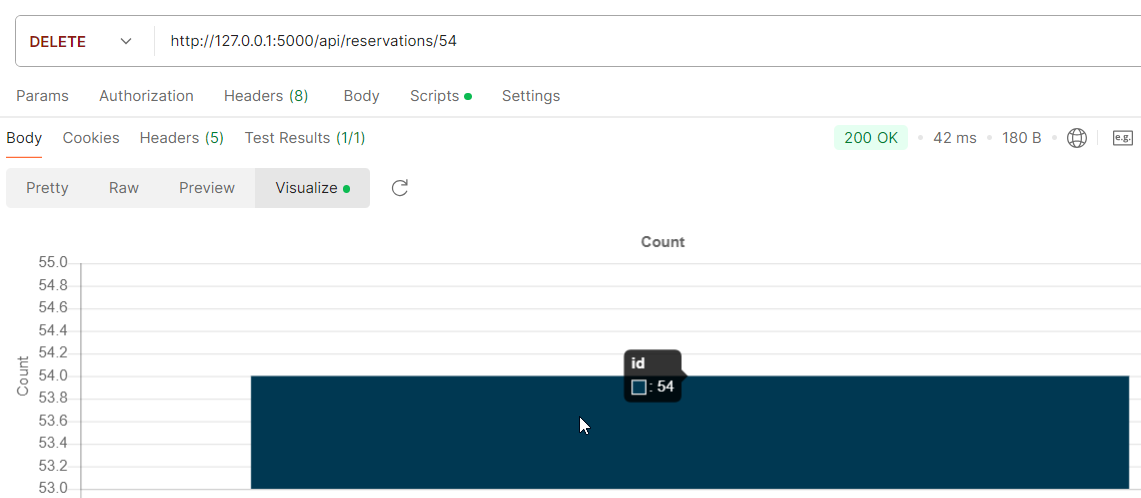 DELETE http://127.0.0.1:5000/api/reservations/54
Params Authorization Headers (8) Body Scripts Settings
Body Cookies Headers (5) Test Results (1/1) 200 OK 42 ms 180 B e.g.
Pretty Raw Preview Visualize
Count
55.0
54.8
54.6
54.4
54.2
54.0
53.8
53.6
53.4
53.2
53.0
Count
id
: 54